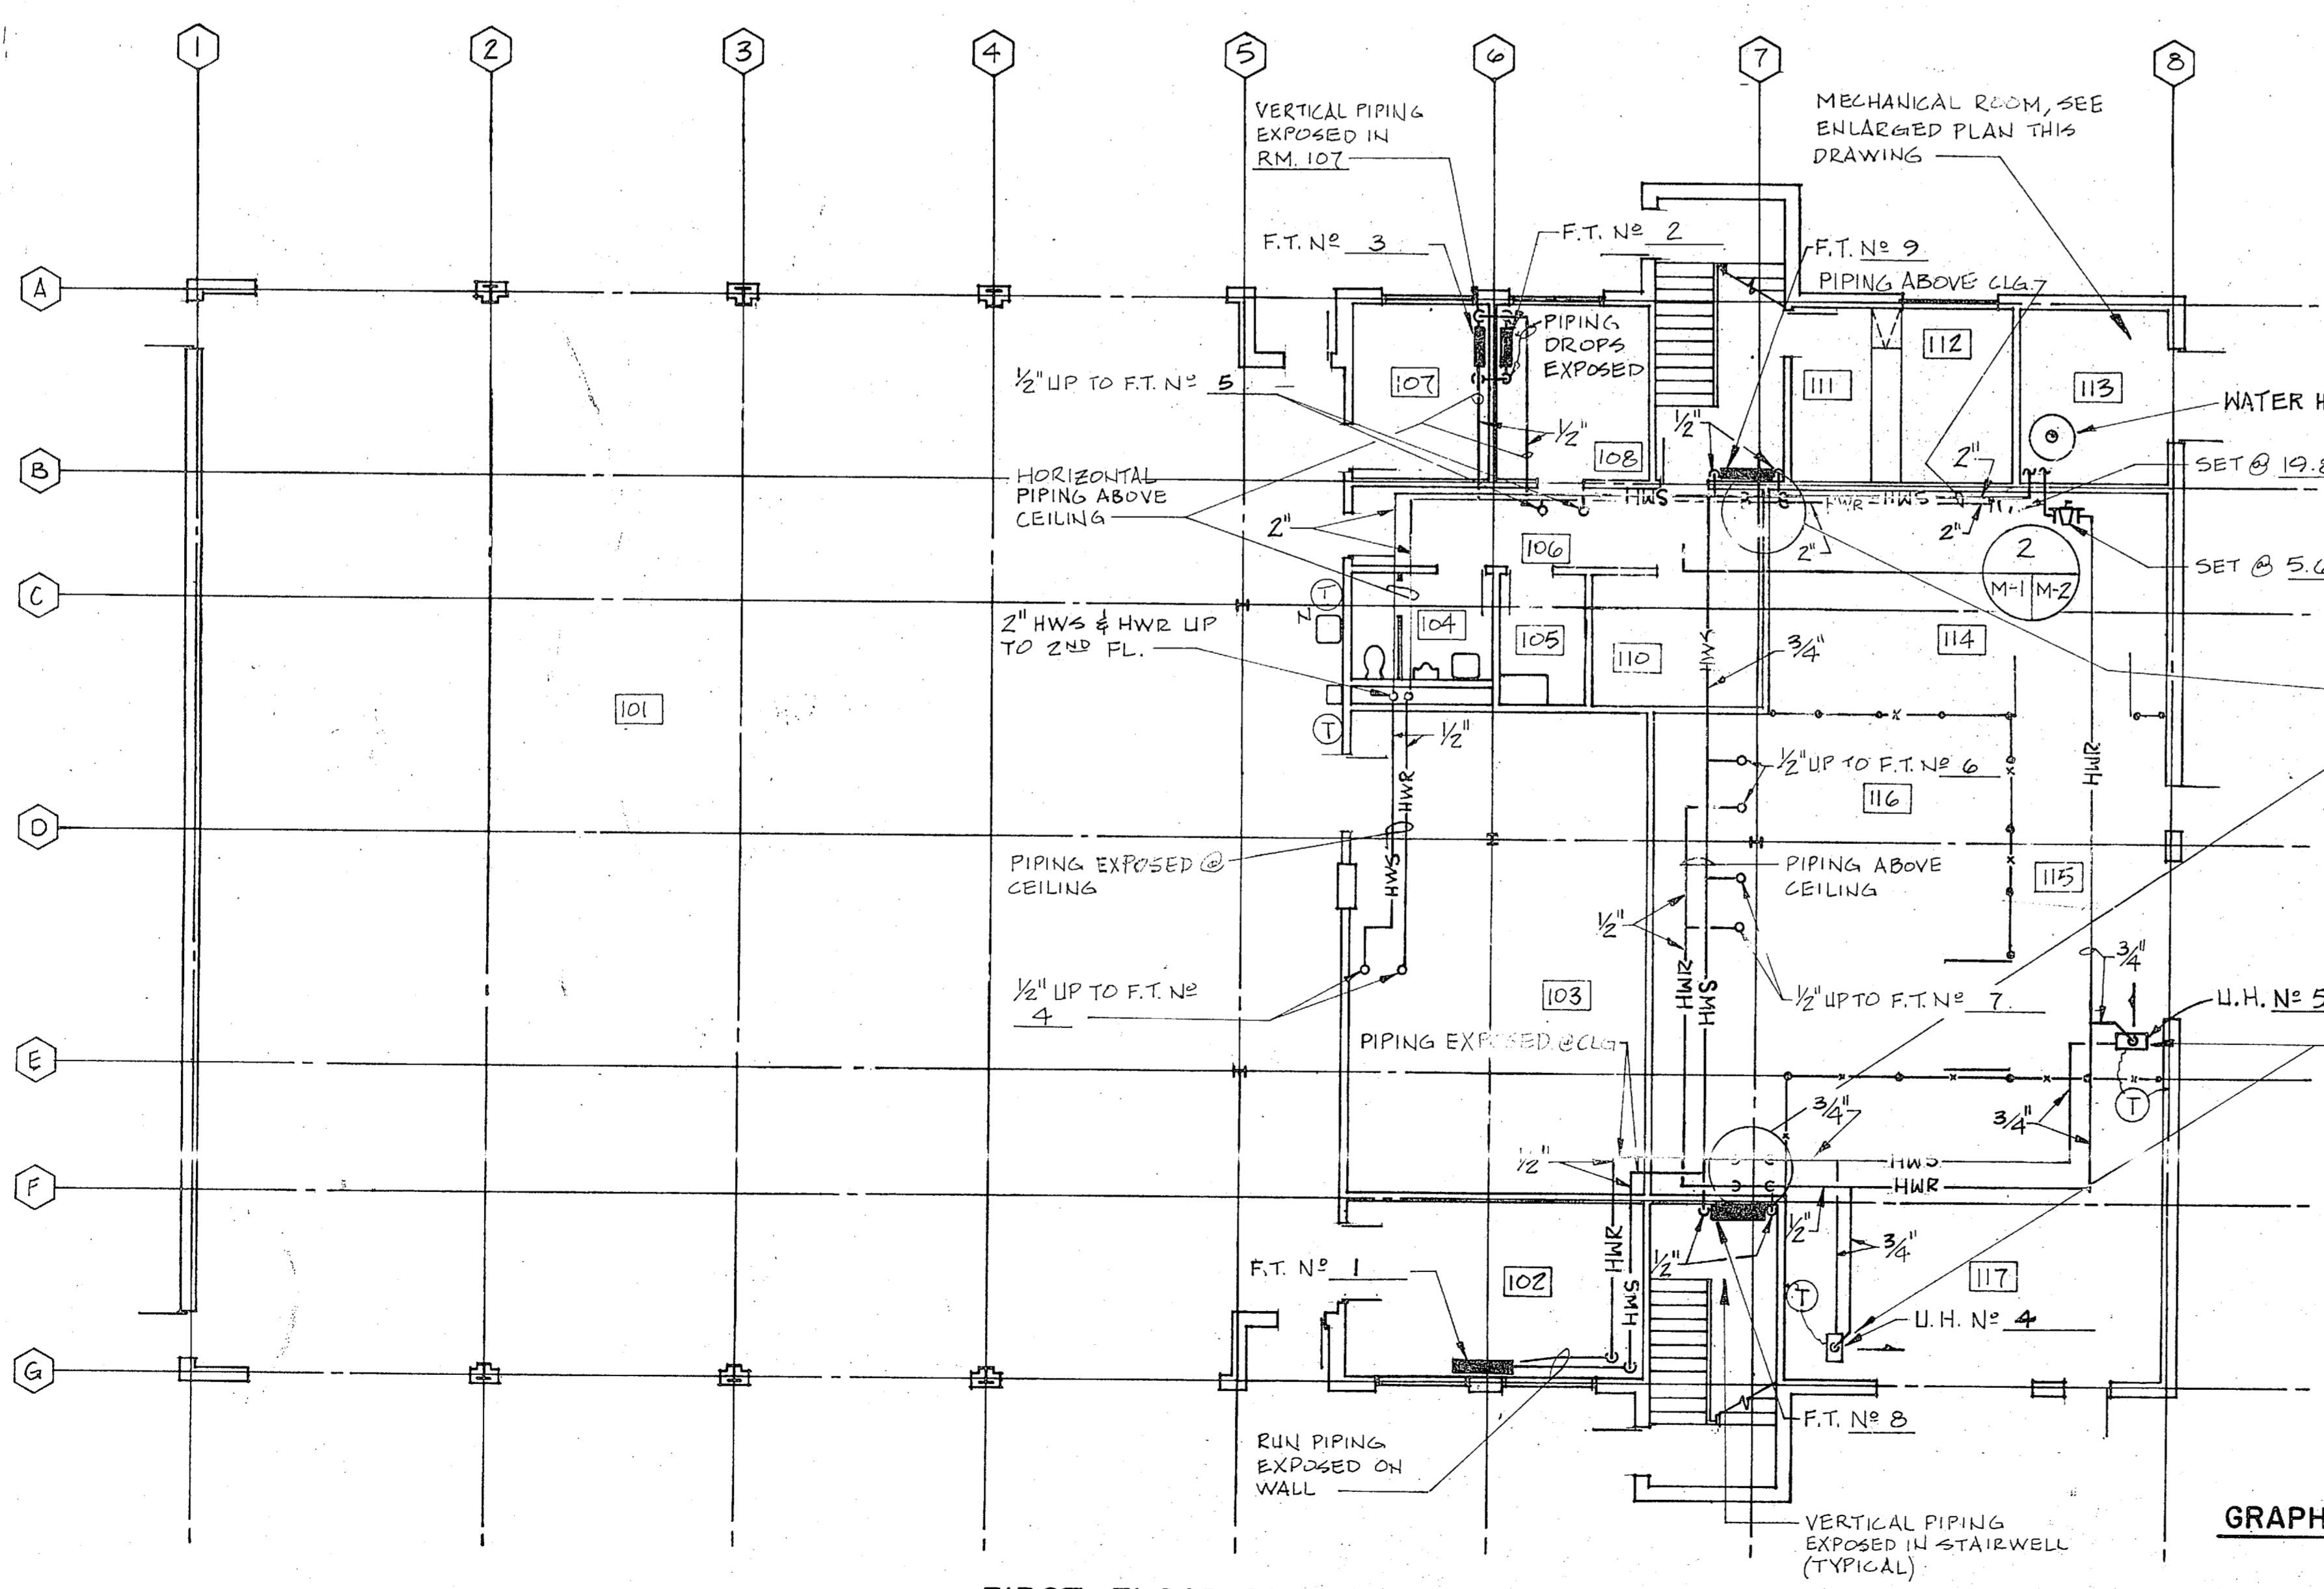 1
2
3
4
5
6
7
8
VERTICAL PIPING
EXPOSED IN
RM. 107
MECHANICAL ROOM, SEE
ENLARGED PLAN THIS
DRAWING
F.T. Nº 3
F.T. Nº 2
F.T. Nº 9
PIPING ABOVE CLG.
A
PIPING
DROPS
EXPOSED
112
½" UP TO F.T. Nº 5
107
111
113
WATER H
½"
½"
108
B
HORIZONTAL
PIPING ABOVE
CEILING
2"
SET @ 19.8
HWS
HWR
HWS
2"
2"
2"
106
2
M-1 M-2
SET @ 5.6
C
T
2" HWS & HWR UP
TO 2ND FL.
104
105
110
HWS
¾"
114
101
T
½"
½" UP TO F.T. Nº 6
HWR
HWR
116
D
PIPING EXPOSED @
CEILING
HWS
PIPING ABOVE
CEILING
115
½"
¾"
½" UP TO F.T. Nº
4
103
HWR
HWS
½" UP TO F.T. Nº 7
U.H. Nº 5
PIPING EXPOSED @ CLG
E
¾"
¾"
T
½"
HWS
F
HWR
½"
½"
HWR
¾"
F.T. Nº 1
102
HWS
T
117
U.H. Nº 4
G
F.T. Nº 8
RUN PIPING
EXPOSED ON
WALL
GRAPH
VERTICAL PIPING
EXPOSED IN STAIRWELL
(TYPICAL)